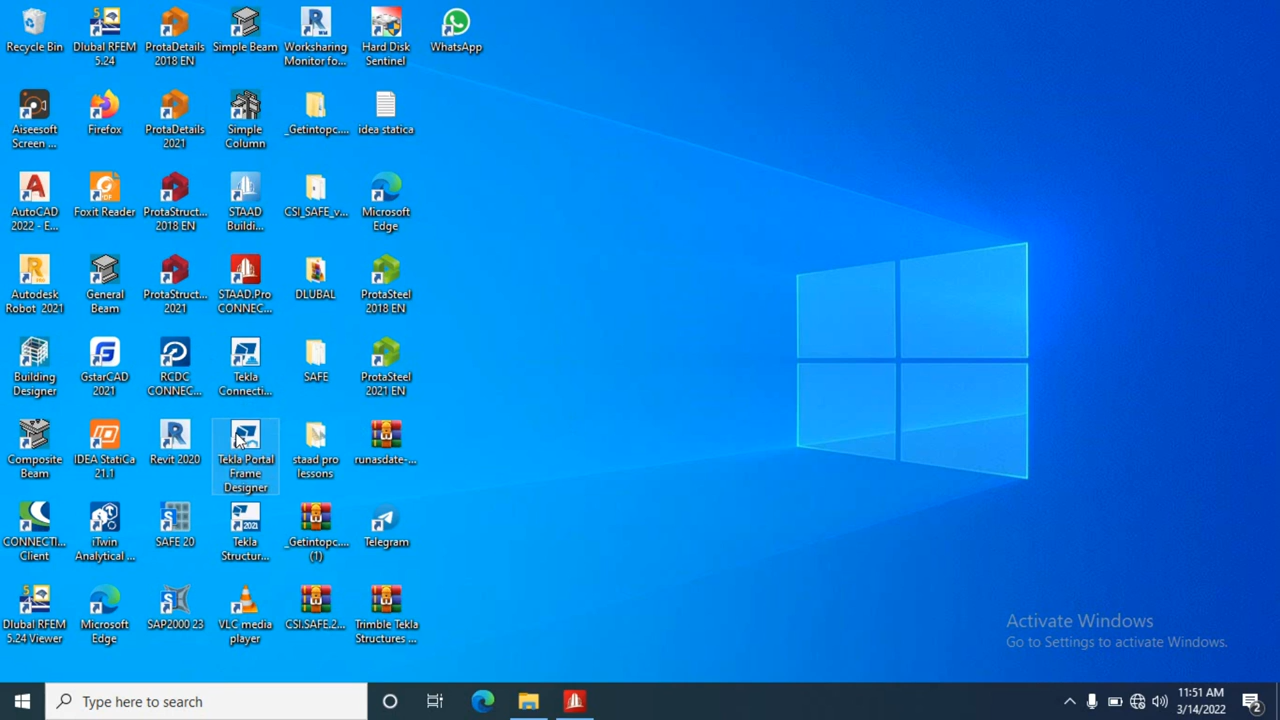 Recycle Bin
Dlubal RFEM
5.24
ProtaDetails
2018 EN
Simple Beam
Worksharing
Monitor fo...
Hard Disk
Sentinel
WhatsApp
Aiseesoft
Screen ...
Firefox
ProtaDetails
2021
Simple
Column
_Getintopc....
idea statica
AutoCAD
2022 - E...
Foxit Reader
ProtaStruct...
2018 EN
STAAD
Buildi...
CSI_SAFE_v...
Microsoft
Edge
Autodesk
Robot 2021
General
Beam
ProtaStruct...
2021
STAAD.Pro
CONNEC...
DLUBAL
ProtaSteel
2018 EN
Building
Designer
GstarCAD
2021
RCDC
CONNEC...
Tekla
Connecti...
SAFE
ProtaSteel
2021 EN
Composite
Beam
IDEA StatiCa
21.1
Revit 2020
Tekla Portal
Frame
Designer
staad pro
lessons
runasdate-...
CONNECTI...
Client
iTwin
Analytical ...
SAFE 20
2021
Tekla
Structur...
_Getintopc....
(1)
Telegram
Dlubal RFEM
5.24 Viewer
Microsoft
Edge
SAP2000 23
VLC media
player
CSI.SAFE.2...
Trimble Tekla
Structures ...
Activate Windows
Go to Settings to activate Windows.
Type here to search
11:51 AM
3/14/2022
2